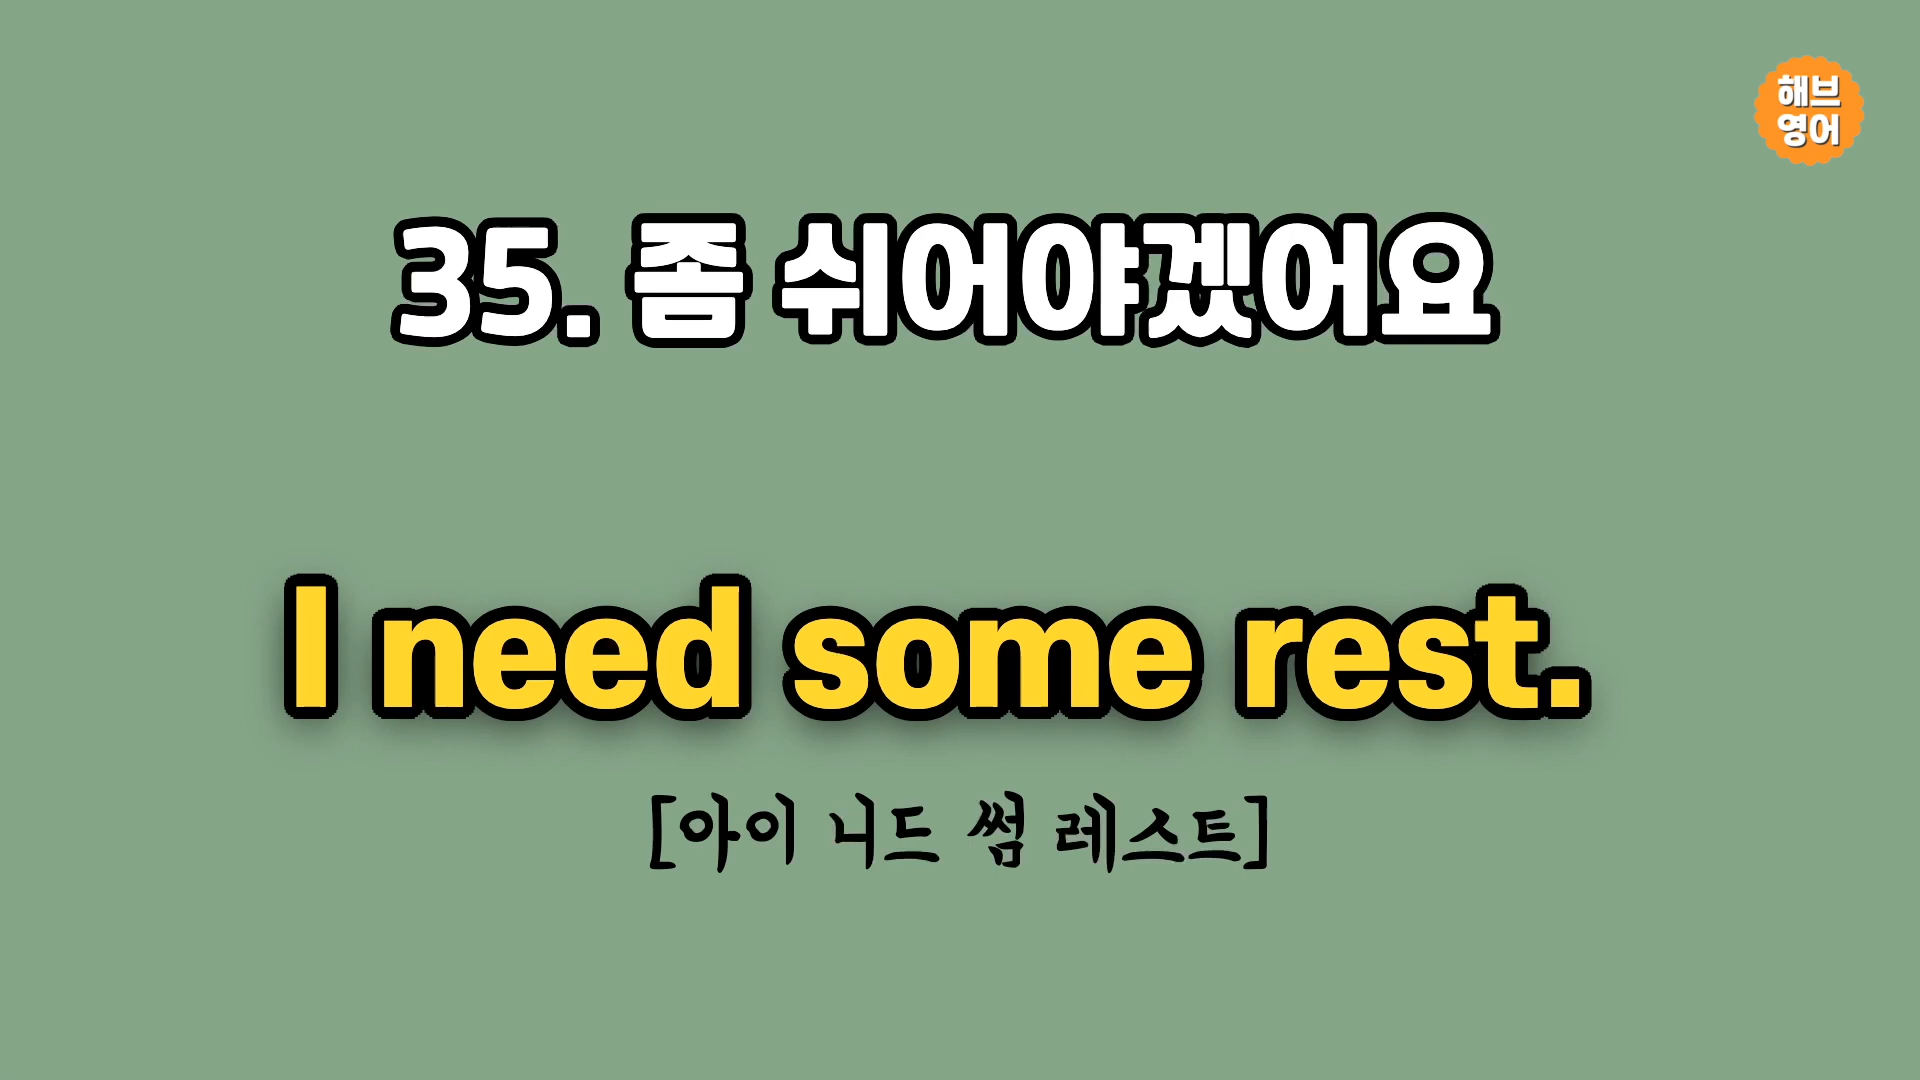 해브
영어
35. 좀 쉬어야겠어요
I need some rest.
[아이 니드 썸 레스트]